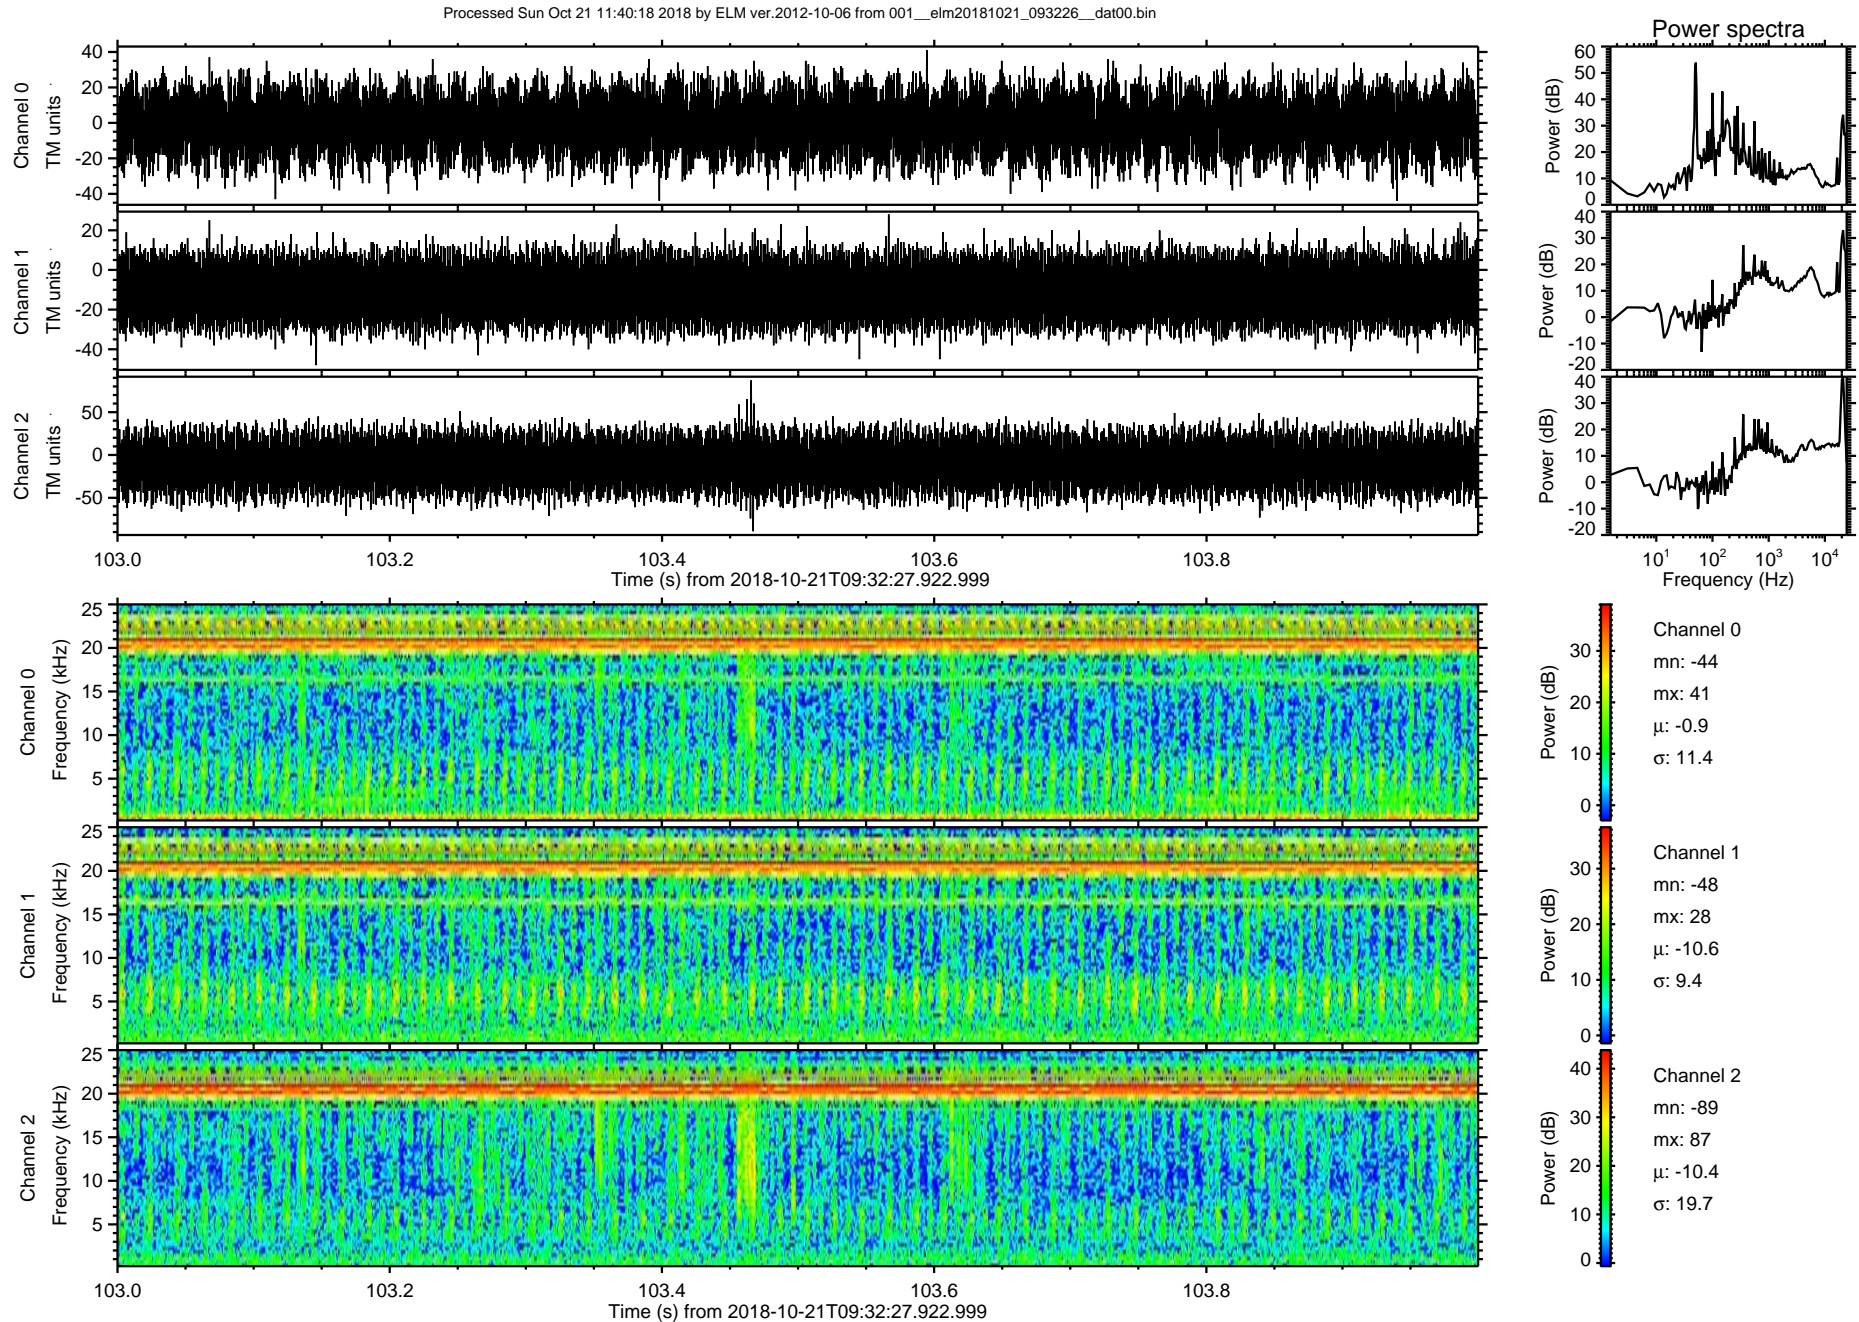 Processed Sun Oct 21 11:40:18 2018 by ELM ver.2012-10-06 from 001__elm20181021_093226__dat00.bin
Power spectra
Channel 0
TM units
40
20
0
-20
-40
Power (dB)
60
50
40
30
20
10
0
Channel 1
TM units
20
0
-20
-40
Power (dB)
40
30
20
10
0
-10
-20
Channel 2
TM units
50
0
-50
Power (dB)
40
30
20
10
0
-10
-20
103.0 103.2 103.4 103.6 103.8
Time (s) from 2018-10-21T09:32:27.922.999
10^1 10^2 10^3 10^4
Frequency (Hz)
Channel 0
Frequency (kHz)
25
20
15
10
5
Power (dB)
30
20
10
0
Channel 0
mn: -44
mx: 41
μ: -0.9
σ: 11.4
Channel 1
Frequency (kHz)
25
20
15
10
5
Power (dB)
30
20
10
0
Channel 1
mn: -48
mx: 28
μ: -10.6
σ: 9.4
Channel 2
Frequency (kHz)
25
20
15
10
5
Power (dB)
40
30
20
10
0
Channel 2
mn: -89
mx: 87
μ: -10.4
σ: 19.7
103.0 103.2 103.4 103.6 103.8
Time (s) from 2018-10-21T09:32:27.922.999